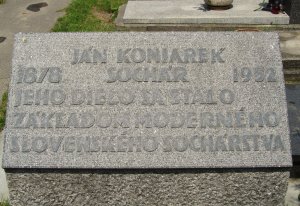 JÁN KONIAREK
1878 SOCHÁR 1952
JEHO DIELO SA STALO
ZÁKLADOM MODERNÉHO
SLOVENSKÉHO SOCHÁRSTVA